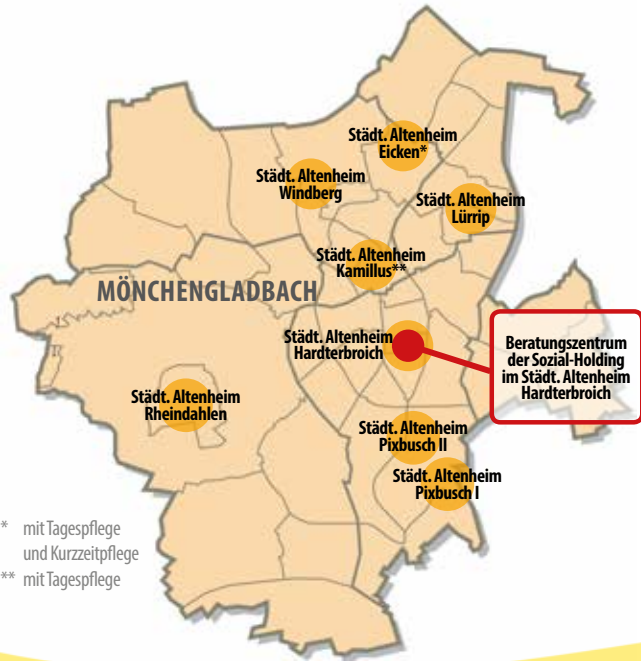 Städt. Altenheim
Eicken*
Städt. Altenheim
Windberg
Städt. Altenheim
Lürrip
Städt. Altenheim
Kamillus**
MÖNCHENGLADBACH
Städt. Altenheim
Hardterbroich
Beratungszentrum
der Sozial-Holding
im Städt. Altenheim
Hardterbroich
Städt. Altenheim
Rheindahlen
Städt. Altenheim
Pixbusch II
Städt. Altenheim
Pixbusch I
* mit Tagespflege
und Kurzzeitpflege
** mit Tagespflege